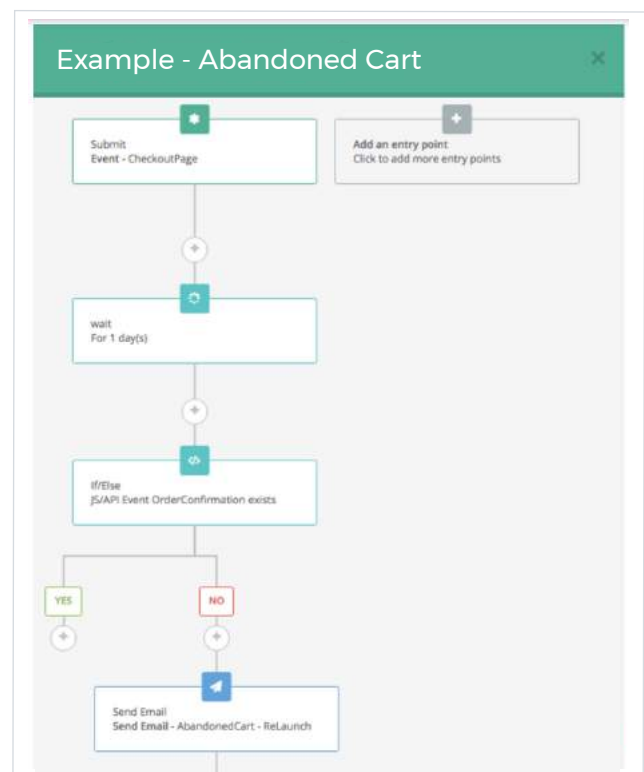 Example - Abandoned Cart
Submit
Event - CheckoutPage
Add an entry point
Click to add more entry points
wait
For 1 day(s)
If/Else
JS/API Event OrderConfirmation exists
YES
NO
Send Email
Send Email - AbandonedCart - ReLaunch